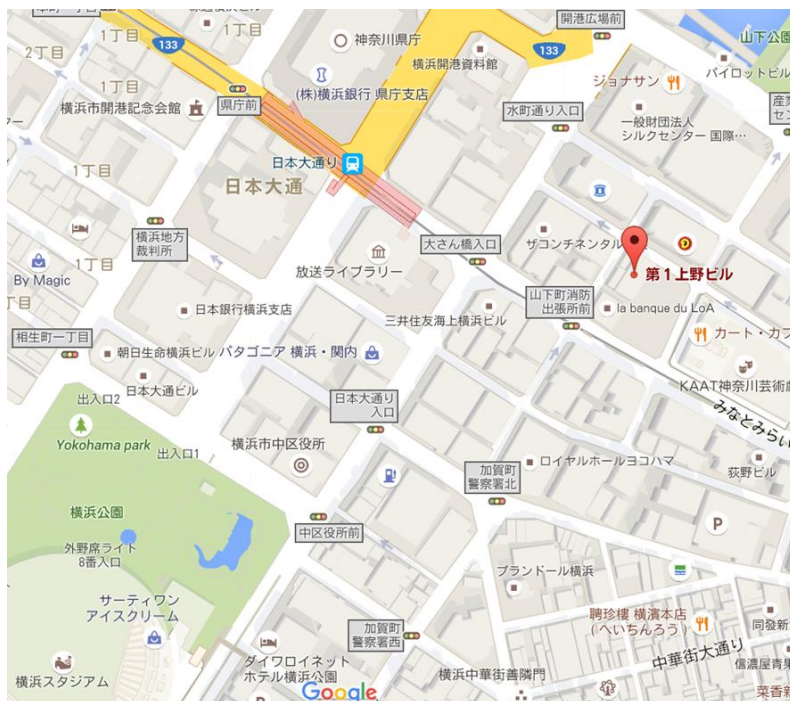 1丁目
133
神奈川県庁
開港広場前
133
山下公
2丁目
1丁目
横浜開港資料館
パイロットビル
(株)横浜銀行 県庁支店
ジョナサン
横浜市開港記念会館
県庁前
水町通り入口
一般財団法人
シルクセンター 国際…
産業
セン
1丁目
日本大通り
日本大通
横浜地方
裁判所
大さん橋入口
ザコンチネンタル
第1上野ビル
1丁目
放送ライブラリー
By Magic
山下町消防
出張所前
la banque du LoA
丁目
日本銀行横浜支店
三井住友海上横浜ビル
相生町一丁目
朝日生命横浜ビル
パタゴニア 横浜・関内
カート・カフ
日本大通ビル
KAAT神奈川芸術劇
出入口2
日本大通り
入口
みなとみらい
Yokohama park
出入口1
横浜市中区役所
加賀町
警察署北
ロイヤルホールヨコハマ
荻野ビル
横浜公園
P
中区役所前
外野席ライト
8番入口
ブランドール横浜
サーティワン
アイスクリーム
聘珍樓 横濱本店
(へいちんろう)
加賀町
警察署西
同發新
中華街大通り
ダイワロイネット
ホテル横浜公園
横浜中華街善隣門
信濃屋青果
横浜スタジアム
Google
菜香新